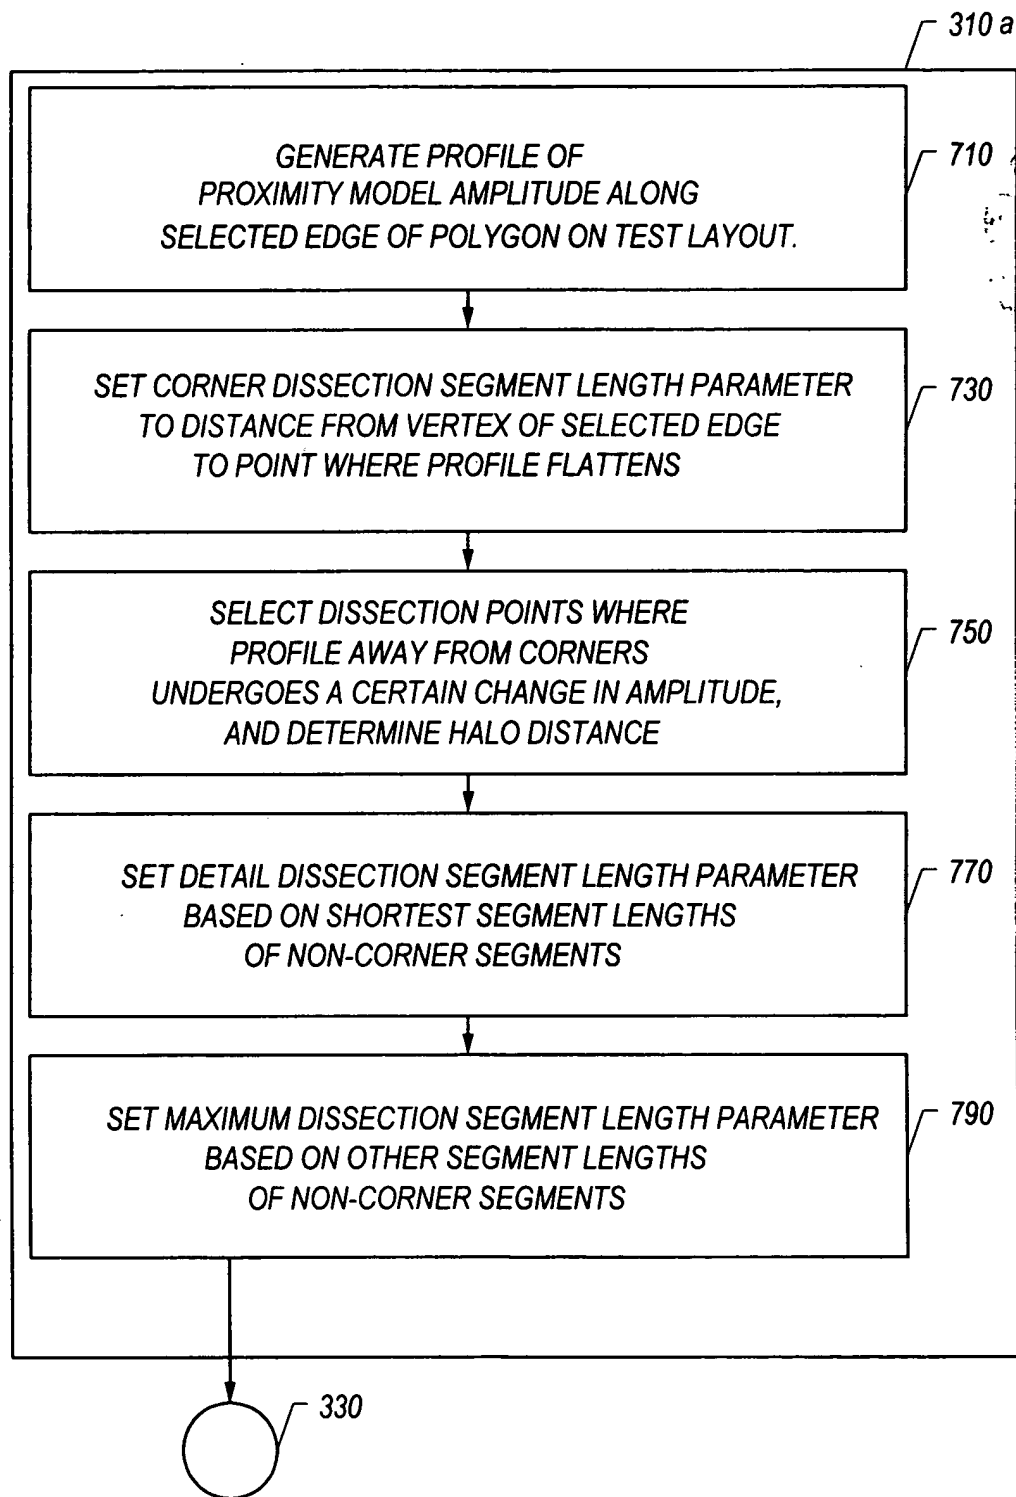 310 a
GENERATE PROFILE OF
PROXIMITY MODEL AMPLITUDE ALONG
SELECTED EDGE OF POLYGON ON TEST LAYOUT.
710
SET CORNER DISSECTION SEGMENT LENGTH PARAMETER
TO DISTANCE FROM VERTEX OF SELECTED EDGE
TO POINT WHERE PROFILE FLATTENS
730
SELECT DISSECTION POINTS WHERE
PROFILE AWAY FROM CORNERS
UNDERGOES A CERTAIN CHANGE IN AMPLITUDE,
AND DETERMINE HALO DISTANCE
750
SET DETAIL DISSECTION SEGMENT LENGTH PARAMETER
BASED ON SHORTEST SEGMENT LENGTHS
OF NON-CORNER SEGMENTS
770
SET MAXIMUM DISSECTION SEGMENT LENGTH PARAMETER
BASED ON OTHER SEGMENT LENGTHS
OF NON-CORNER SEGMENTS
790
330